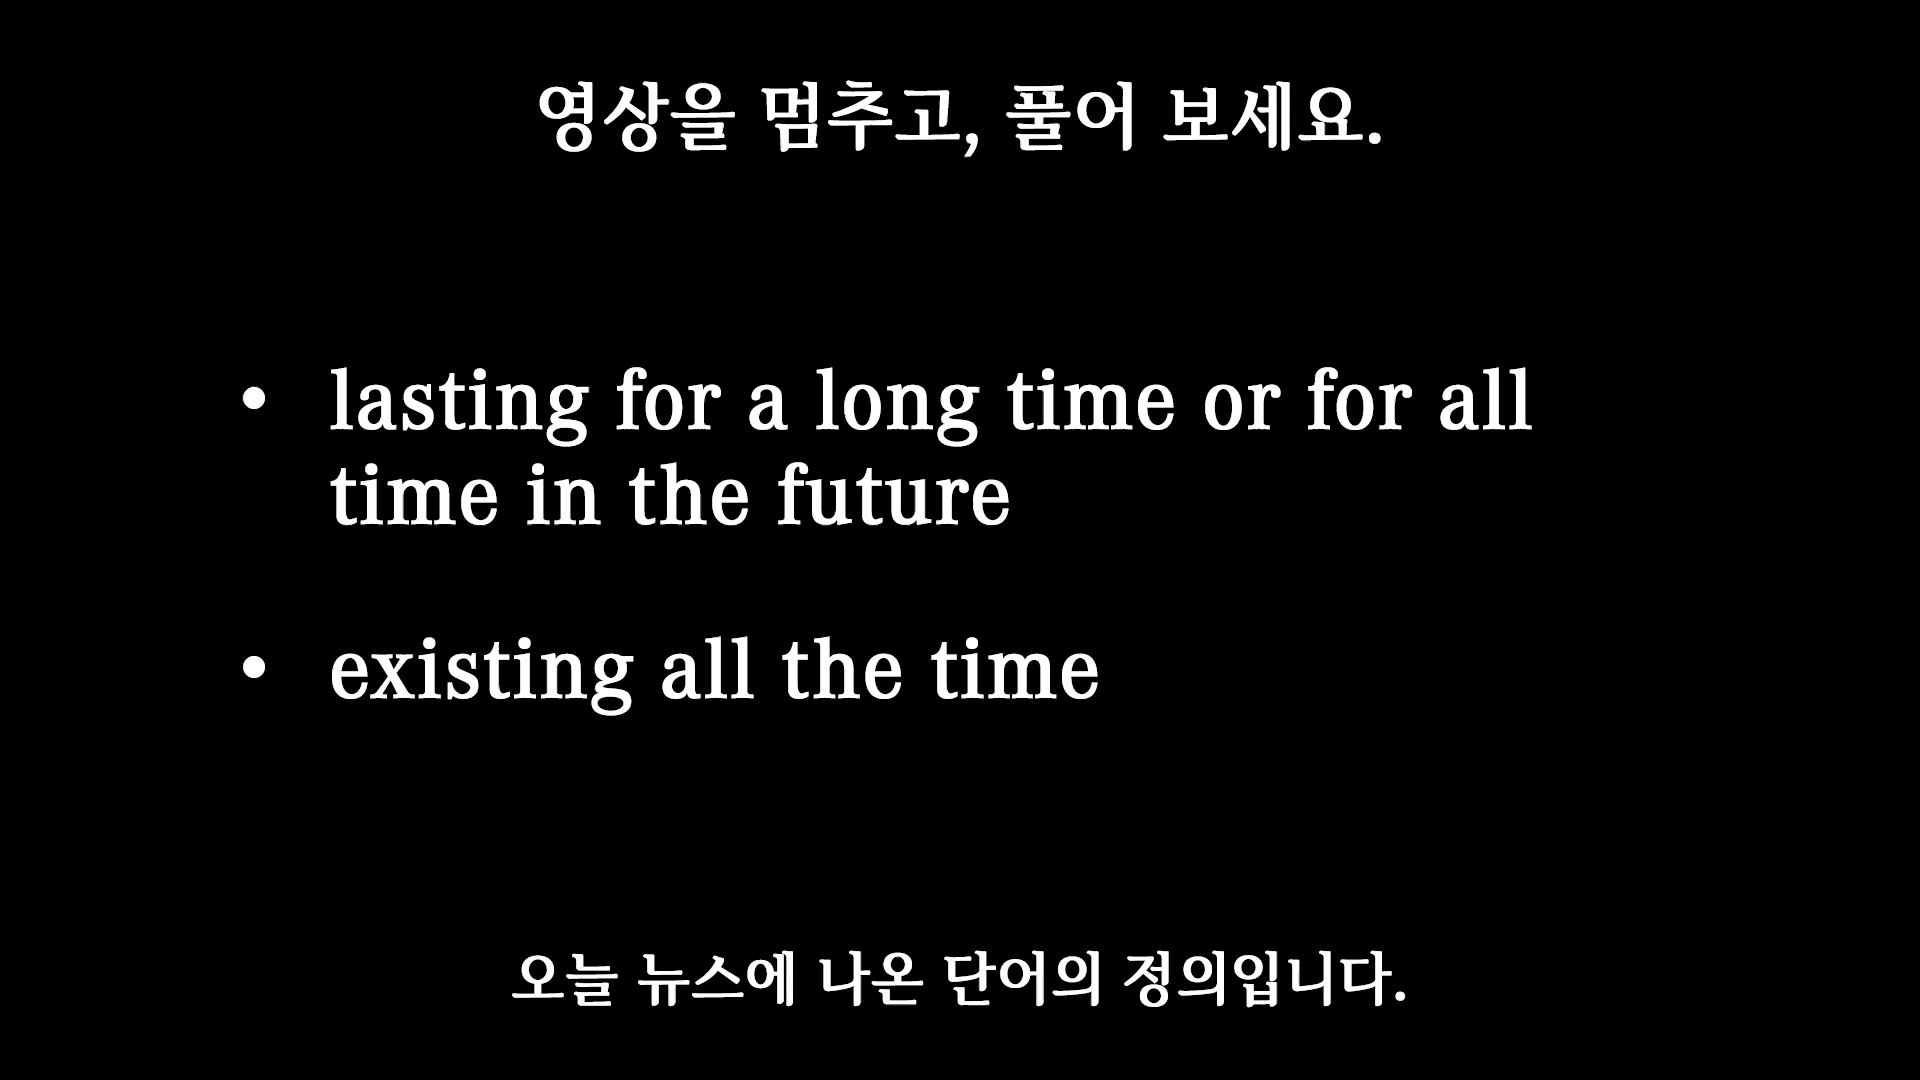 영상을 멈추고, 풀어 보세요.
• lasting for a long time or for all
time in the future
• existing all the time
오늘 뉴스에 나온 단어의 정의입니다.